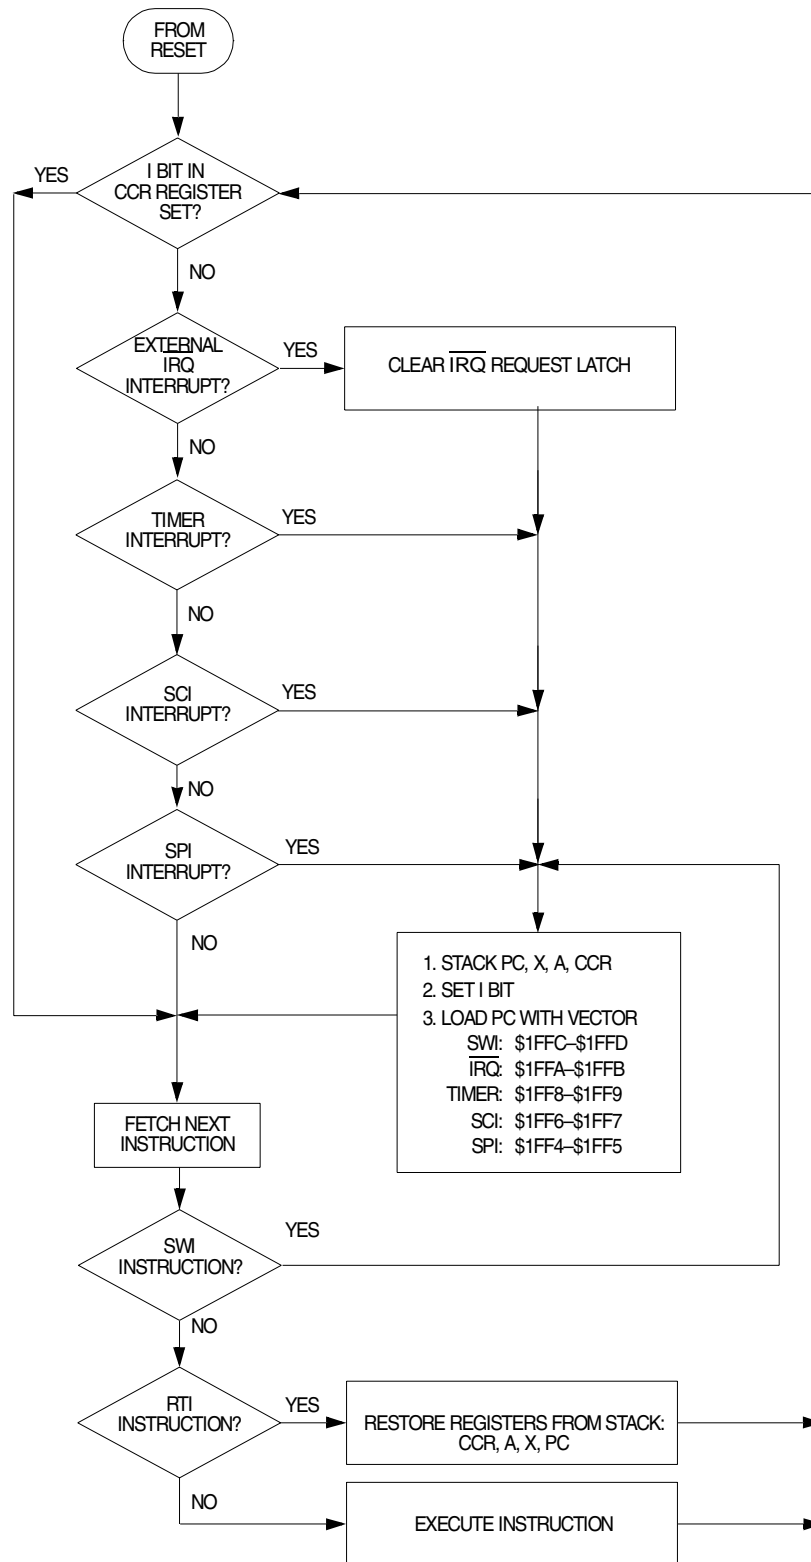 FROM
RESET
YES
I BIT IN
CCR REGISTER
SET?
NO
EXTERNAL
IRQ
INTERRUPT?
YES
CLEAR IRQ REQUEST LATCH
NO
TIMER
INTERRUPT?
YES
NO
SCI
INTERRUPT?
YES
NO
SPI
INTERRUPT?
YES
NO
1. STACK PC, X, A, CCR
2. SET I BIT
3. LOAD PC WITH VECTOR
SWI: $1FFC–$1FFD
IRQ: $1FFA–$1FFB
TIMER: $1FF8–$1FF9
SCI: $1FF6–$1FF7
SPI: $1FF4–$1FF5
FETCH NEXT
INSTRUCTION
SWI
INSTRUCTION?
YES
NO
RTI
INSTRUCTION?
YES
RESTORE REGISTERS FROM STACK:
CCR, A, X, PC
NO
EXECUTE INSTRUCTION